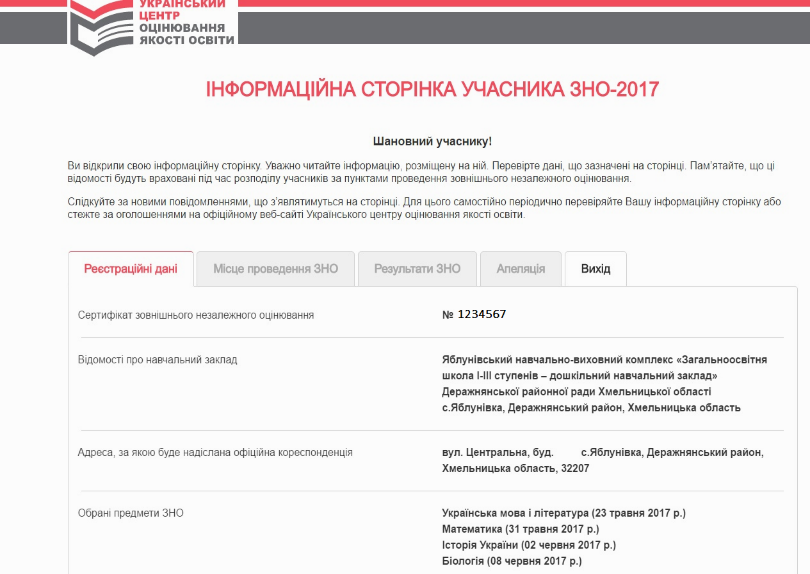 УКРАЇНСЬКИЙ
ЦЕНТР
ОЦІНЮВАННЯ
ЯКОСТІ ОСВІТИ
ІНФОРМАЦІЙНА СТОРІНКА УЧАСНИКА ЗНО-2017
Шановний учаснику!
Ви відкрили свою інформаційну сторінку. Уважно читайте інформацію, розміщену на ній. Перевірте дані, що зазначені на сторінці. Пам'ятайте, що ці
відомості будуть враховані під час розподілу учасників за пунктами проведення зовнішнього незалежного оцінювання.
Слідкуйте за новими повідомленнями, що з'являтимуться на сторінці. Для цього самостійно періодично перевіряйте Вашу інформаційну сторінку або
стежте за оголошеннями на офіційному веб-сайті Українського центру оцінювання якості освіти.
Реєстраційні дані Місце проведення ЗНО Результати ЗНО Апеляція Вихід
Сертифікат зовнішнього незалежного оцінювання № 1234567
Відомості про навчальний заклад Яблунівський навчально-виховний комплекс «Загальноосвітня
школа І-ІІІ ступенів – дошкільний навчальний заклад»
Деражнянської районної ради Хмельницької області
с.Яблунівка, Деражнянський район, Хмельницька область
Адреса, за якою буде надіслана офіційна кореспонденція вул. Центральна, буд. с.Яблунівка, Деражнянський район,
Хмельницька область, 32207
Обрані предмети ЗНО Українська мова і література (23 травня 2017 р.)
Математика (31 травня 2017 р.)
Історія України (02 червня 2017 р.)
Біологія (08 червня 2017 р.)